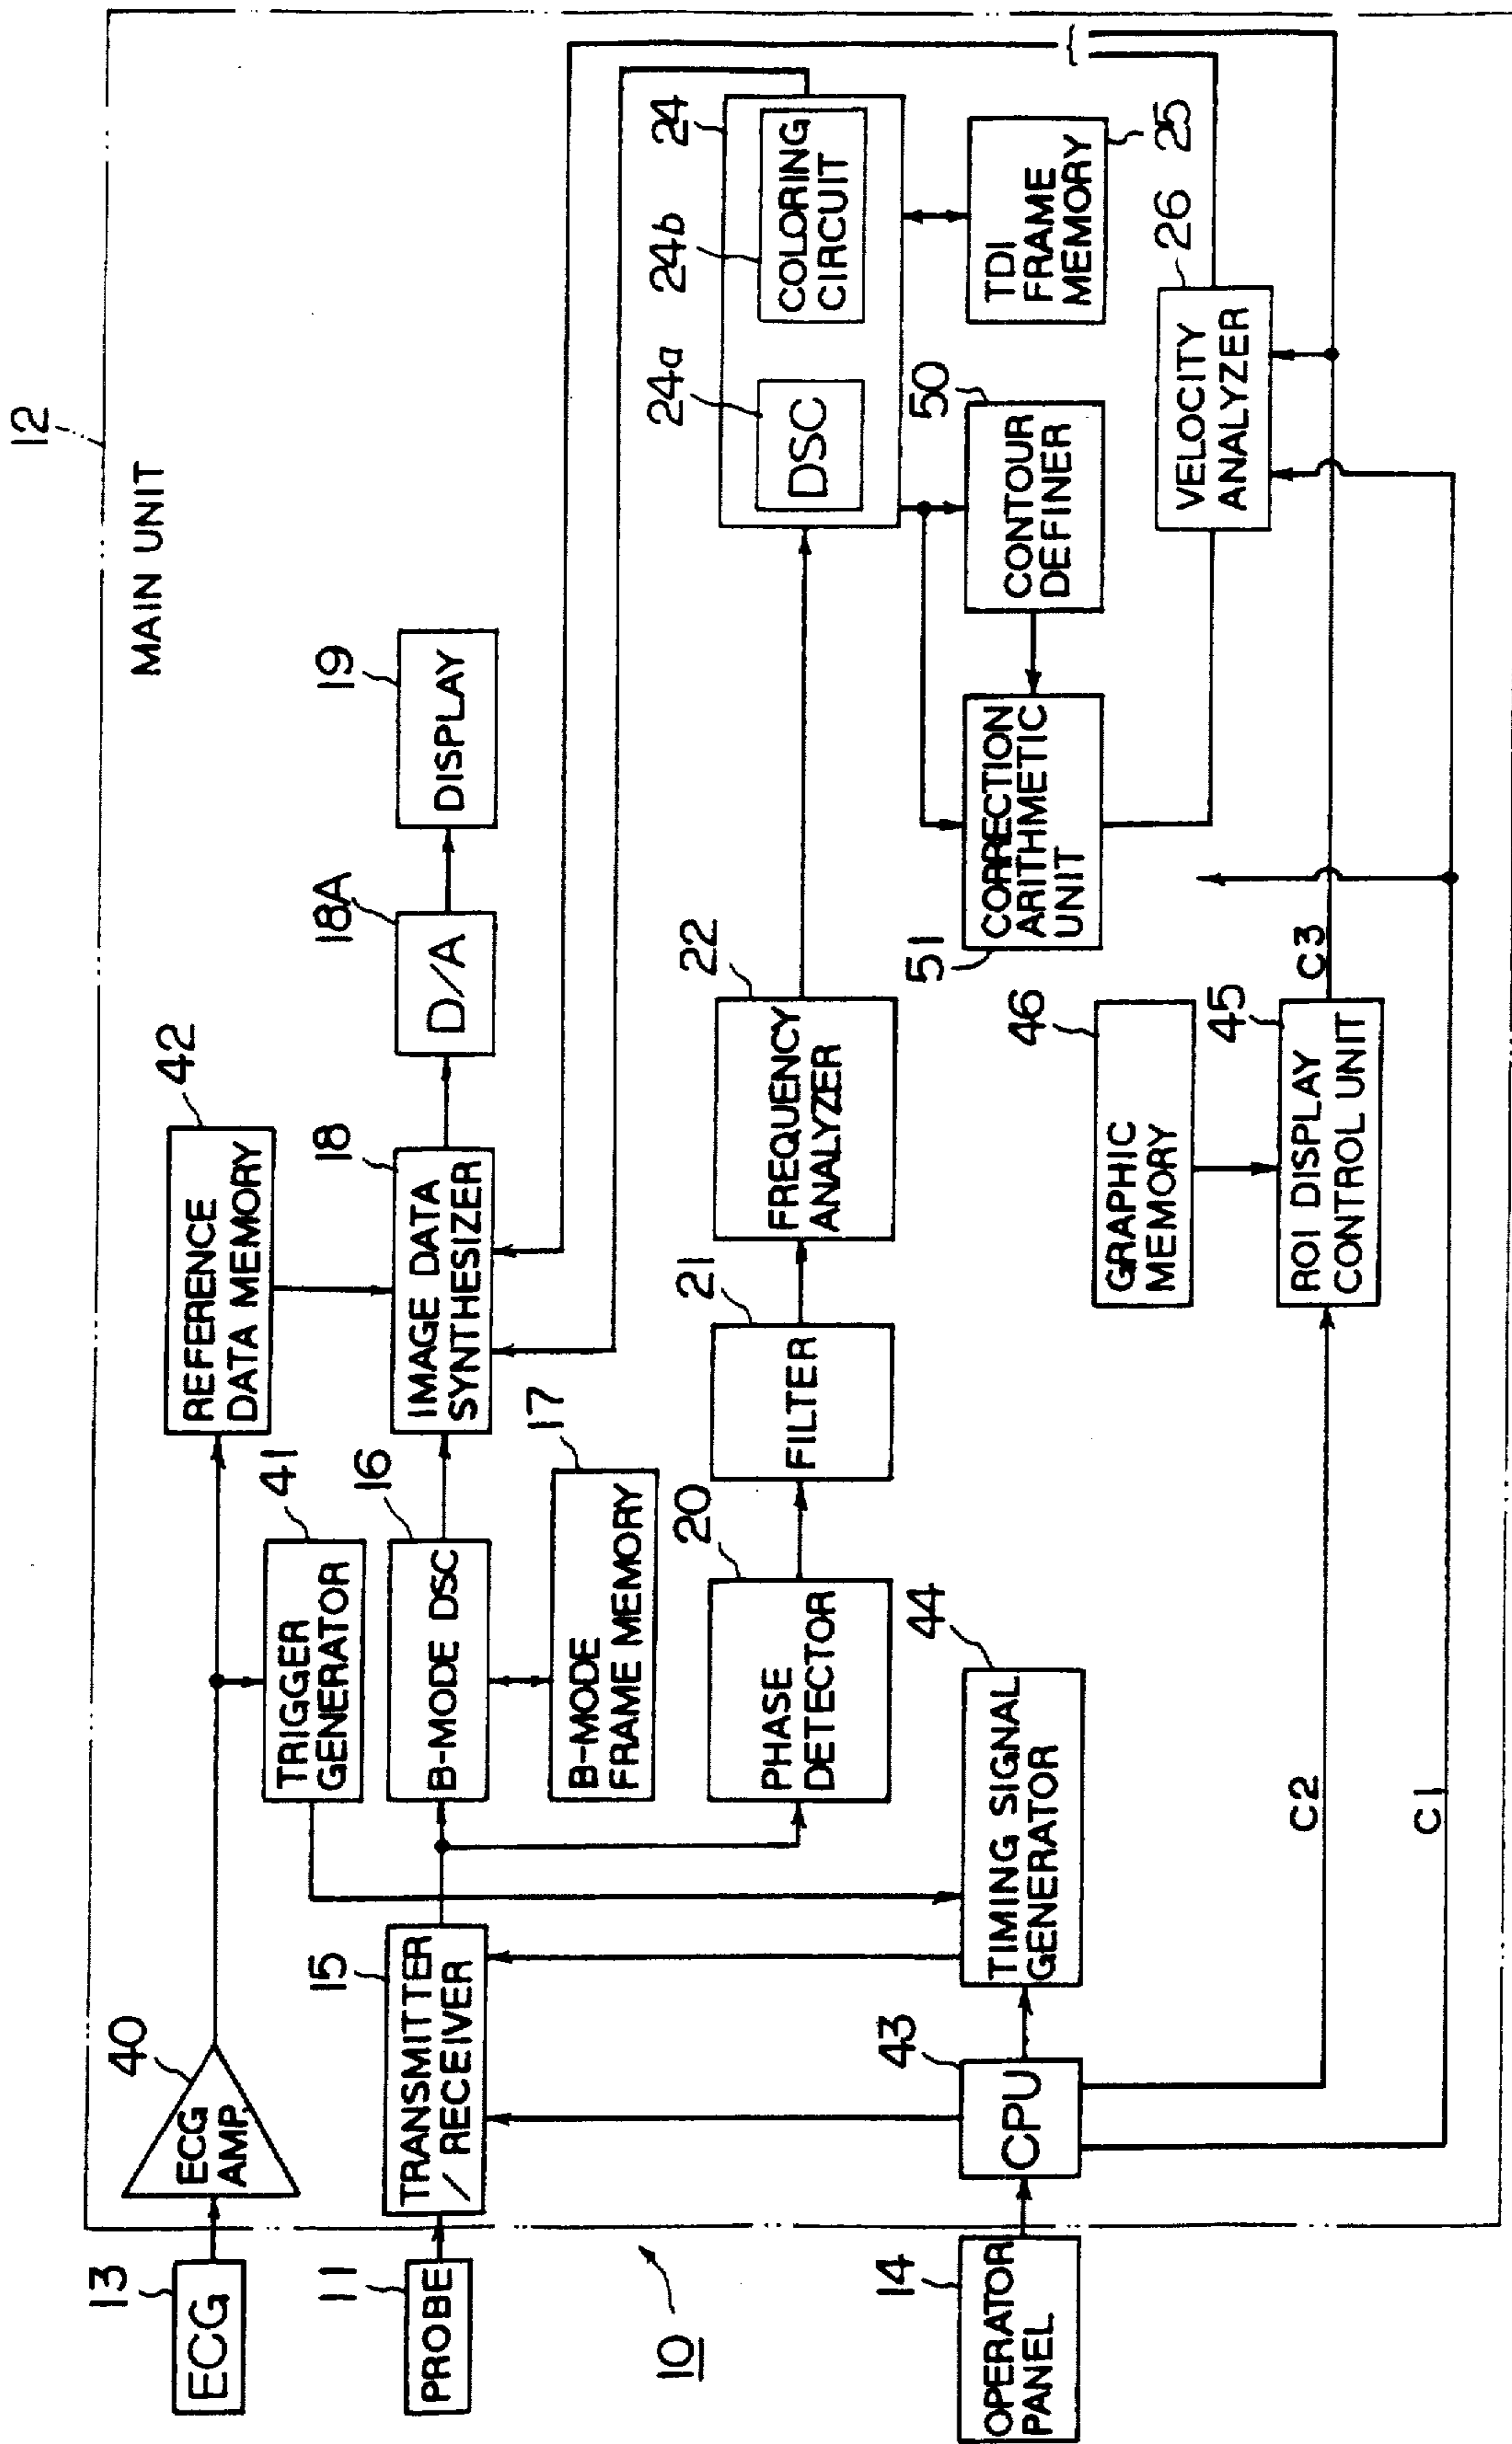 12
MAIN UNIT
13
ECG
40
ECG
AMP.
42
REFERENCE
DATA MEMORY
41
TRIGGER
GENERATOR
11
PROBE
15
TRANSMITTER
/ RECEIVER
16
B-MODE DSC
17
B-MODE
FRAME MEMORY
18
IMAGE DATA
SYNTHESIZER
18A
D/A
19
DISPLAY
10
20
PHASE
DETECTOR
21
FILTER
22
FREQUENCY
ANALYZER
24
24a
DSC
24b
COLORING
CIRCUIT
14
OPERATOR
PANEL
43
CPU
44
TIMING SIGNAL
GENERATOR
51
CORRECTION
ARITHMETIC
UNIT
50
CONTOUR
DEFINER
TDI
FRAME
MEMORY
25
46
GRAPHIC
MEMORY
26
VELOCITY
ANALYZER
C2
45
ROI DISPLAY
CONTROL UNIT
C3
C1